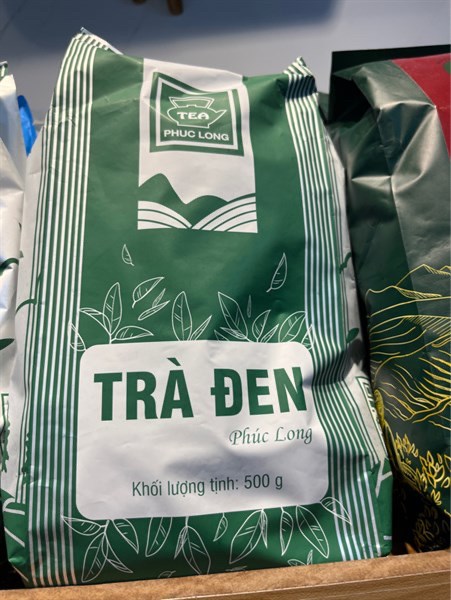 TEA
PHUC LONG
TRÀ ĐEN
Phúc Long
Khối lượng tịnh: 500 g